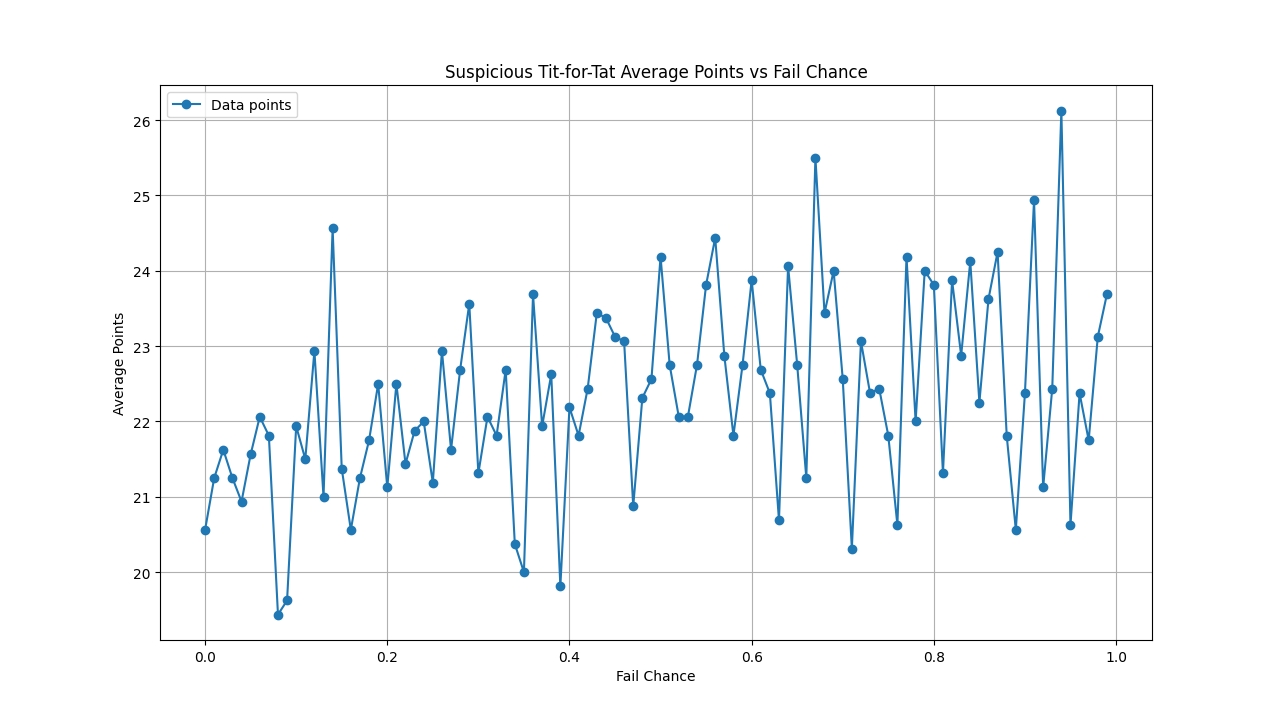 Suspicious Tit-for-Tat Average Points vs Fail Chance
Data points
26
25
24
23
22
21
20
Average Points
0.0 0.2 0.4 0.6 0.8 1.0
Fail Chance